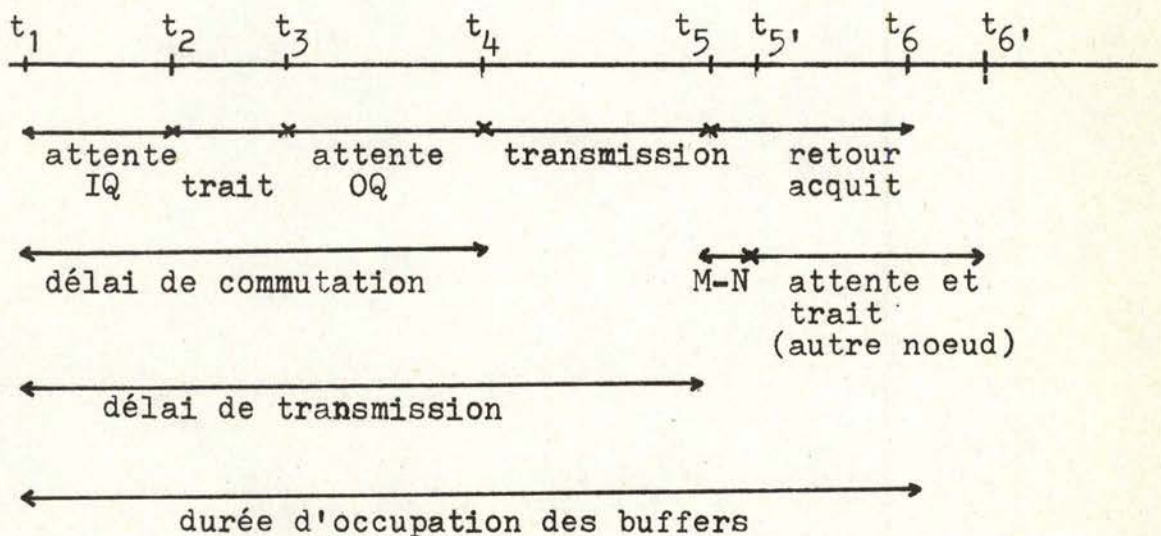 t1 t2 t3 t4 t5 t5' t6 t6'
attente attente transmission retour
IQ trait OQ acquit
délai de commutation M-N attente et
trait
(autre noeud)
délai de transmission
durée d'occupation des buffers